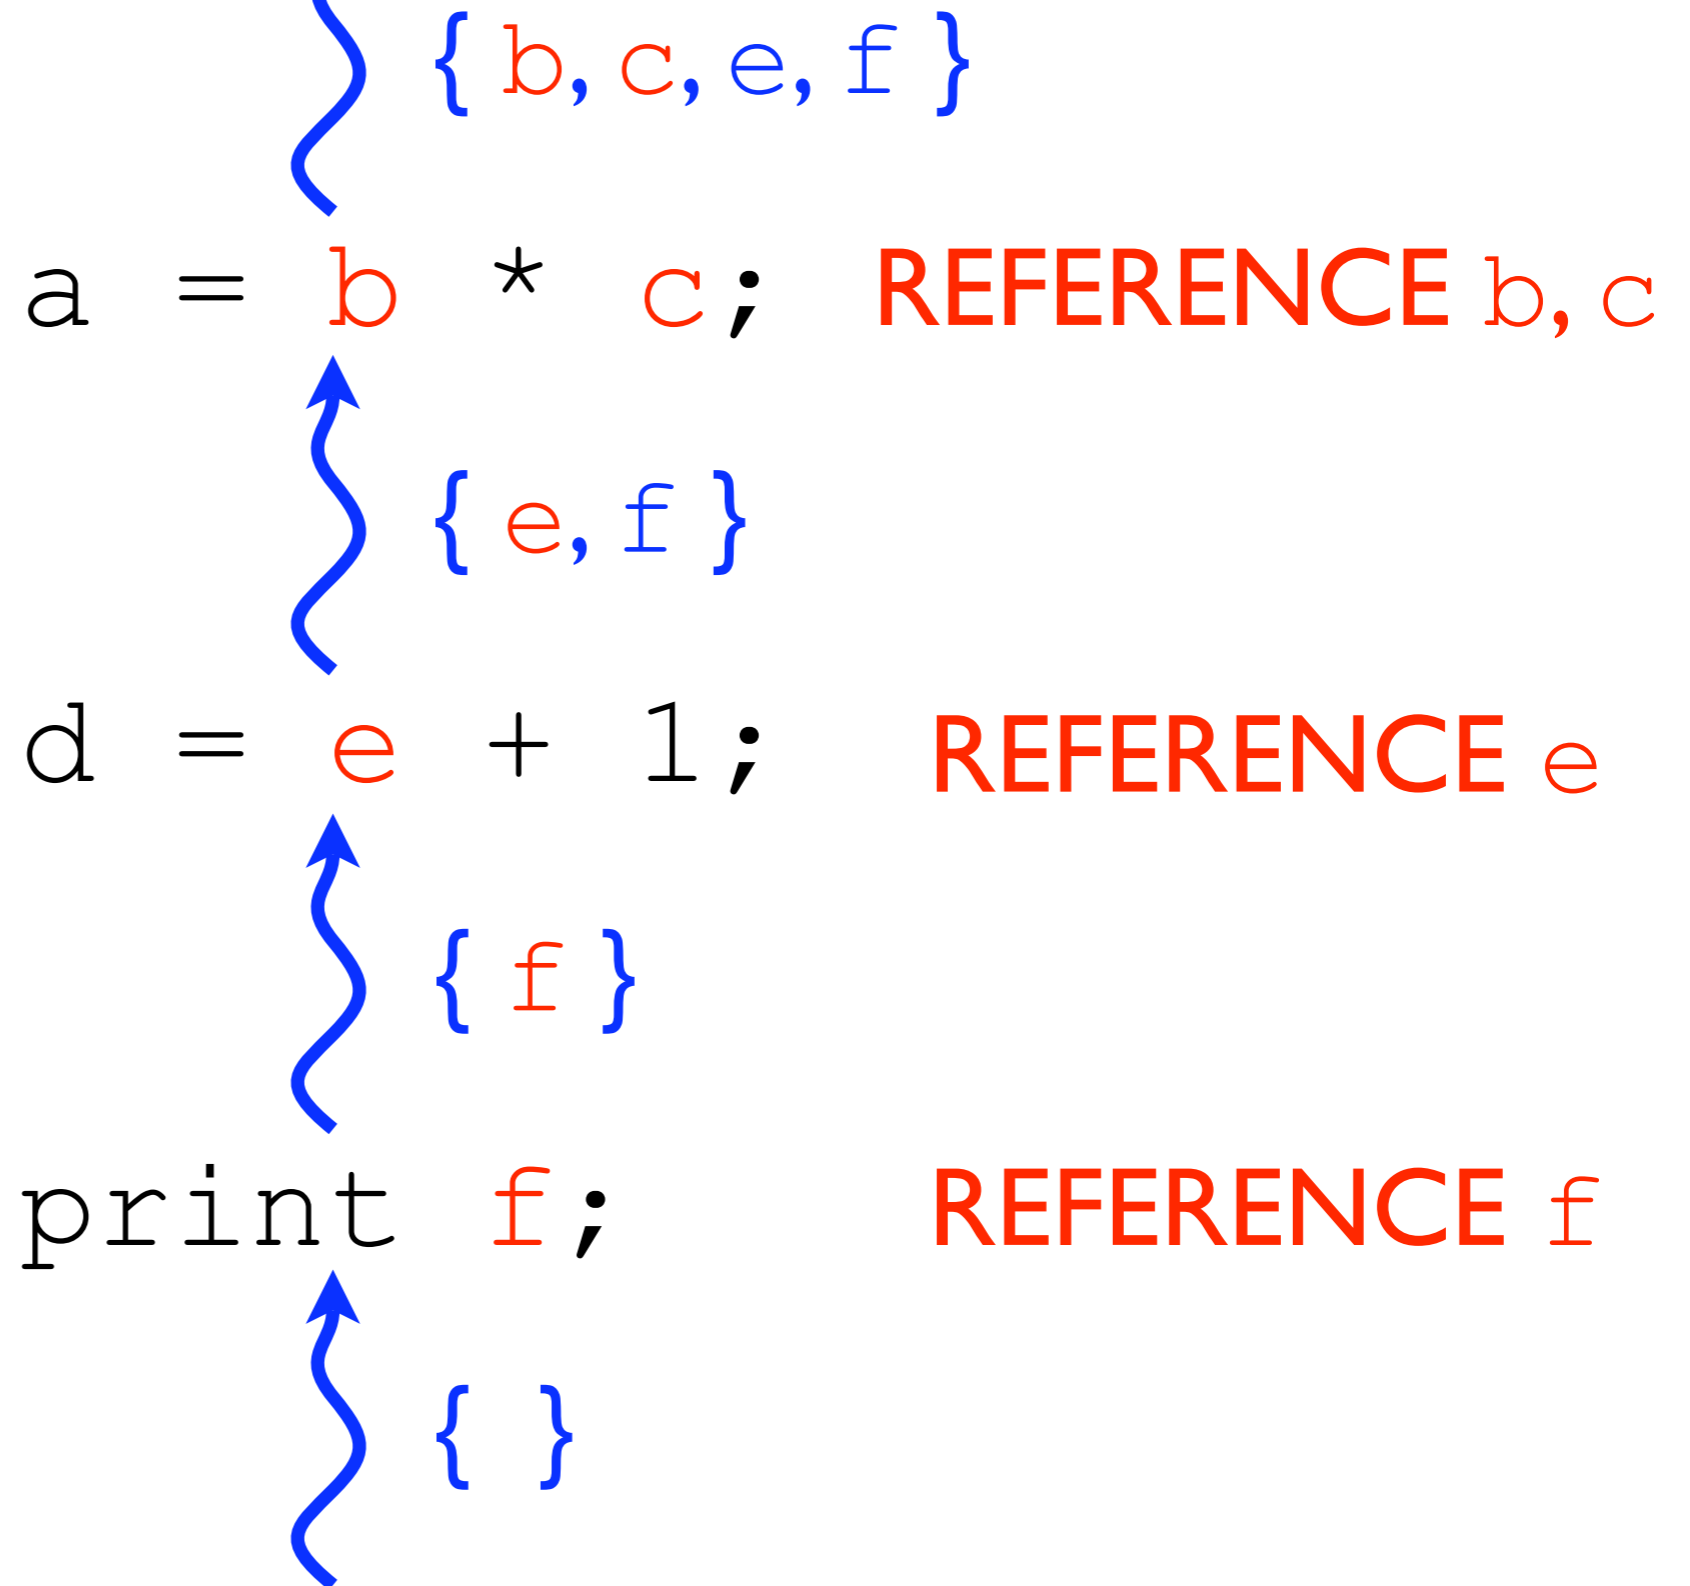 { b, c, e, f }
a = b * c; REFERENCE b, c
{ e, f }
d = e + 1; REFERENCE e
{ f }
print f; REFERENCE f
{ }